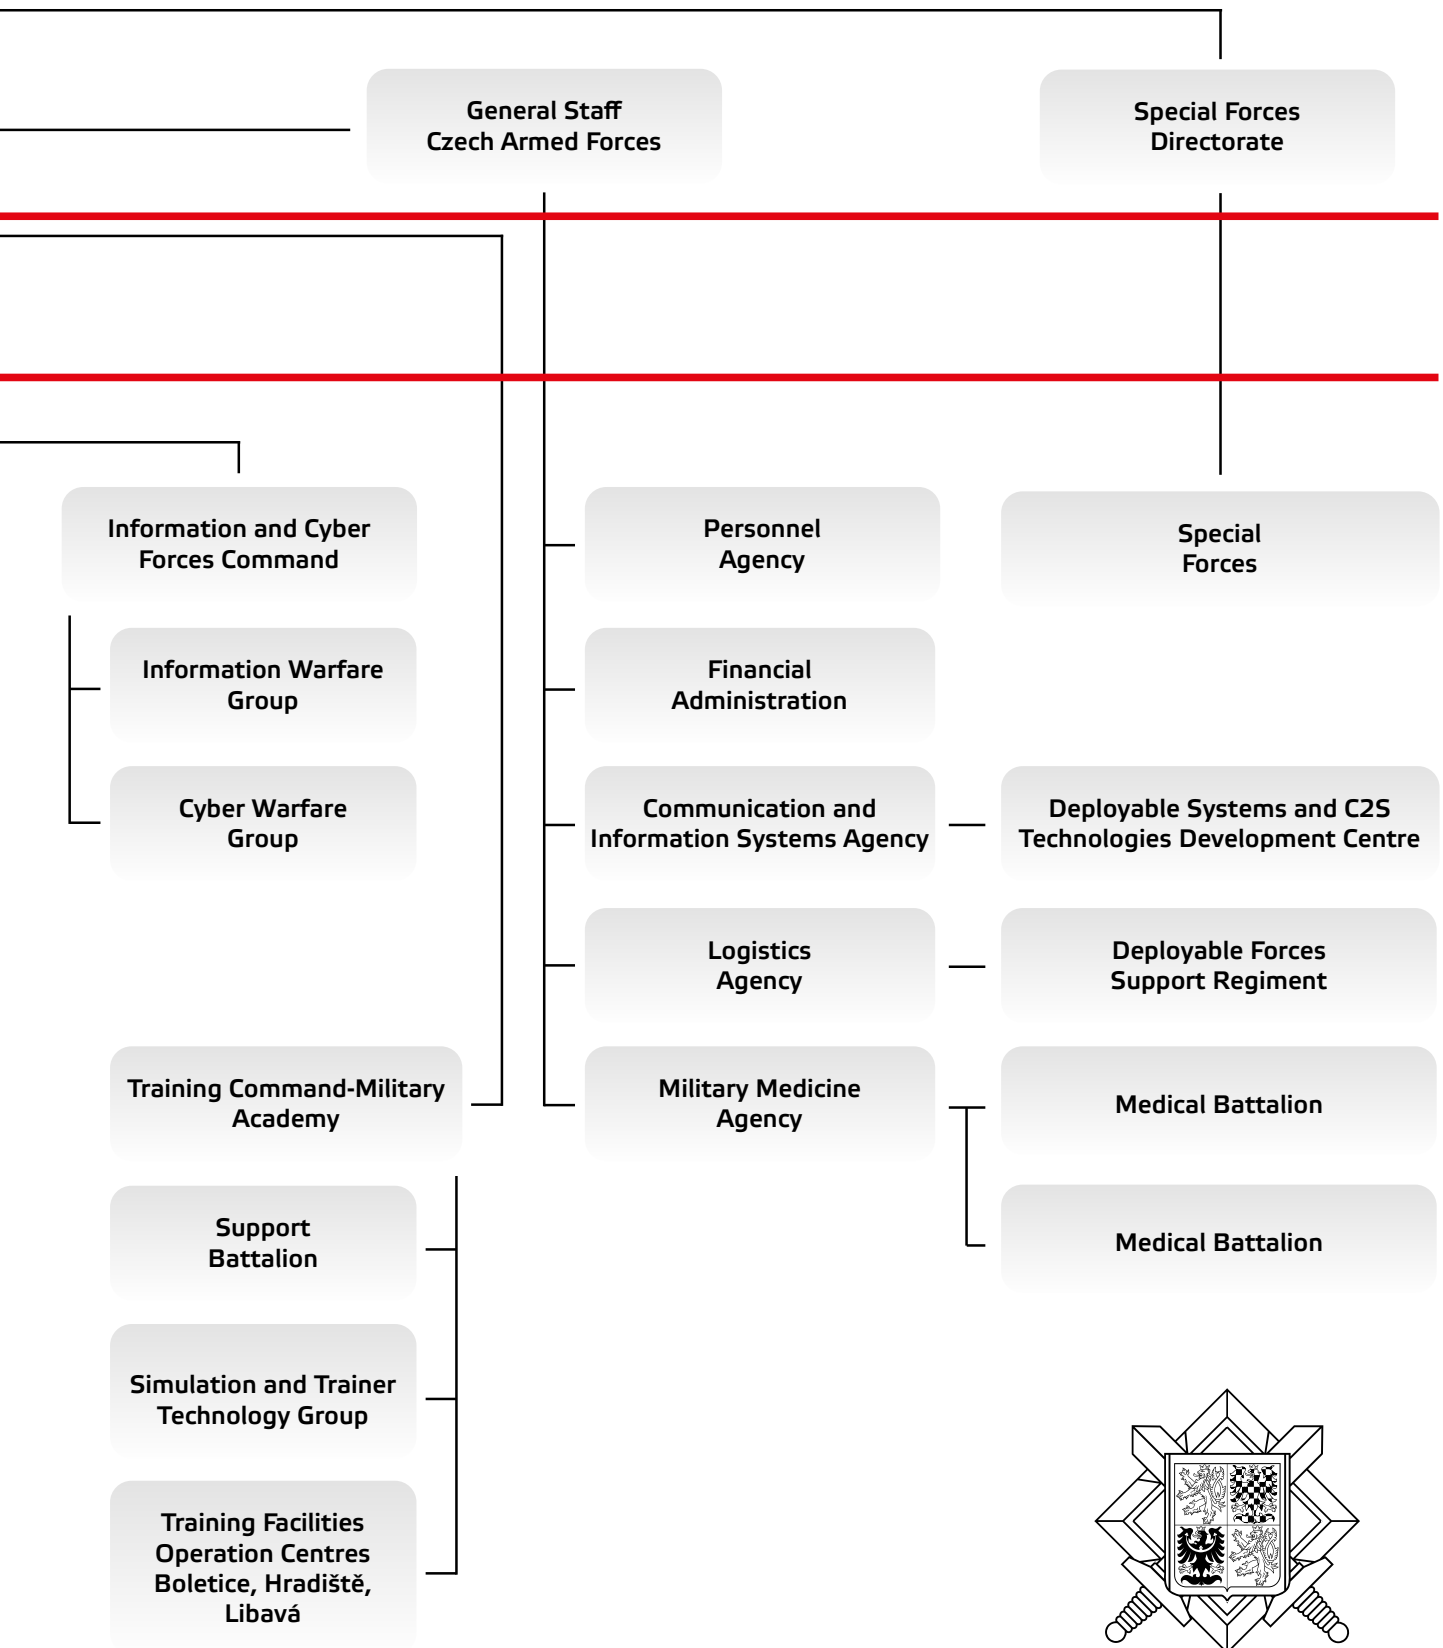 General Staff
Czech Armed Forces
Special Forces
Directorate
Information and Cyber
Forces Command
Personnel
Agency
Special
Forces
Information Warfare
Group
Financial
Administration
Cyber Warfare
Group
Communication and
Information Systems Agency
Deployable Systems and C2S
Technologies Development Centre
Logistics
Agency
Deployable Forces
Support Regiment
Training Command-Military
Academy
Military Medicine
Agency
Medical Battalion
Support
Battalion
Medical Battalion
Simulation and Trainer
Technology Group
Training Facilities
Operation Centres
Boletice, Hradiště,
Libavá